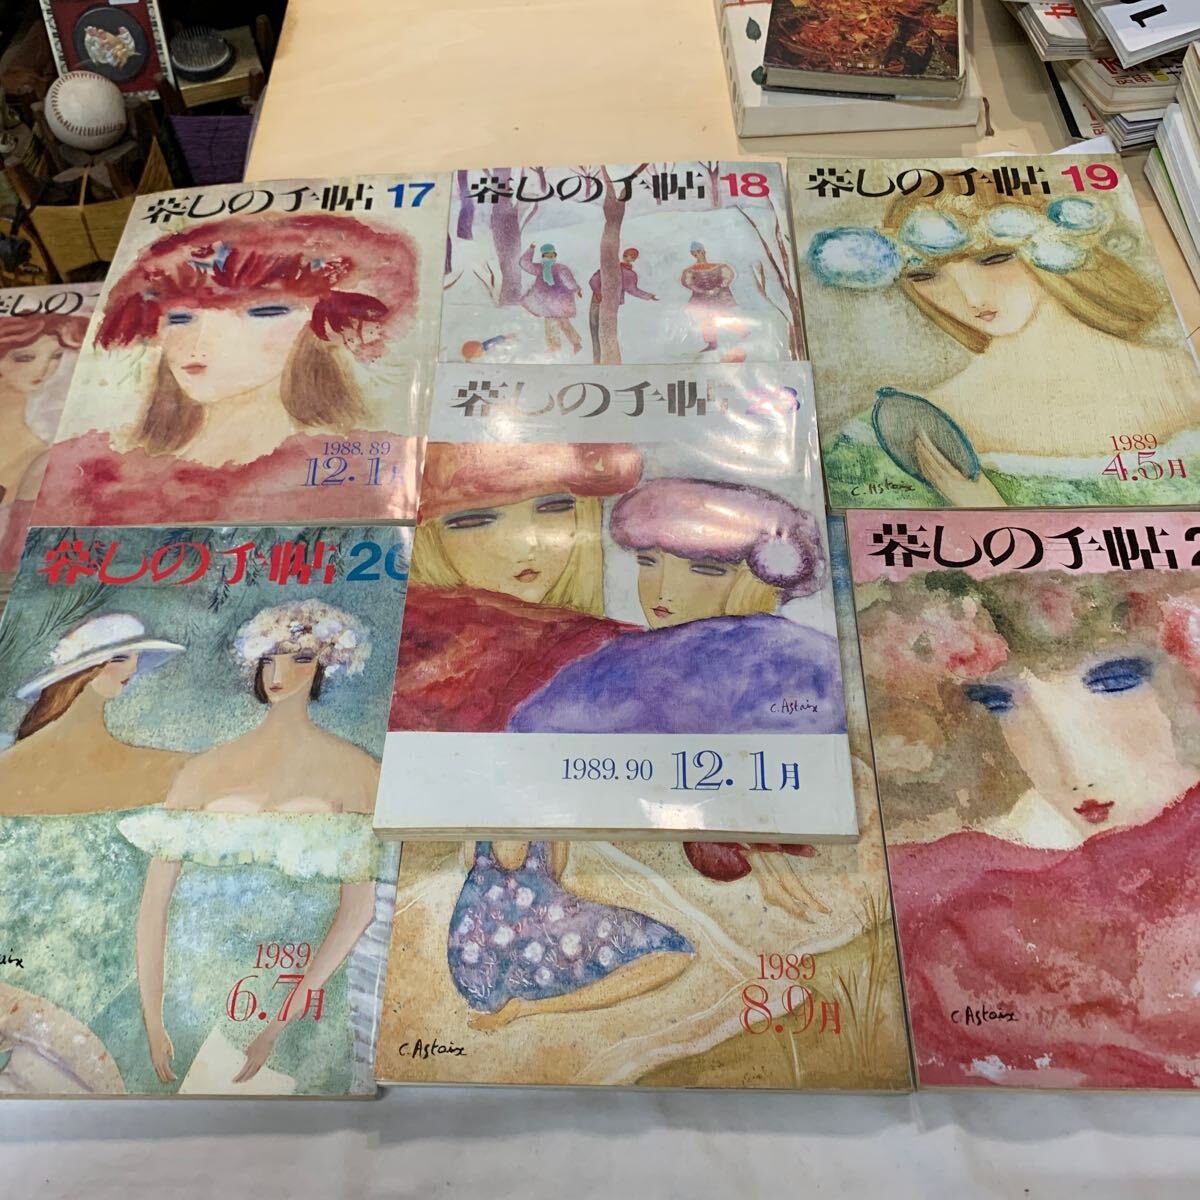 暮しの手帖 17
1988.89
12.1月
暮しの手帖 18
暮しの手帖 19
1989
4.5月
C. Astaix
しの
暮しの手帖 23
C. Astaix
1989.90 12.1月
暮しの手帖 20
1989
6.7月
1989
8.9月
C. Astaix
暮しの手帖 2
C. Astaix